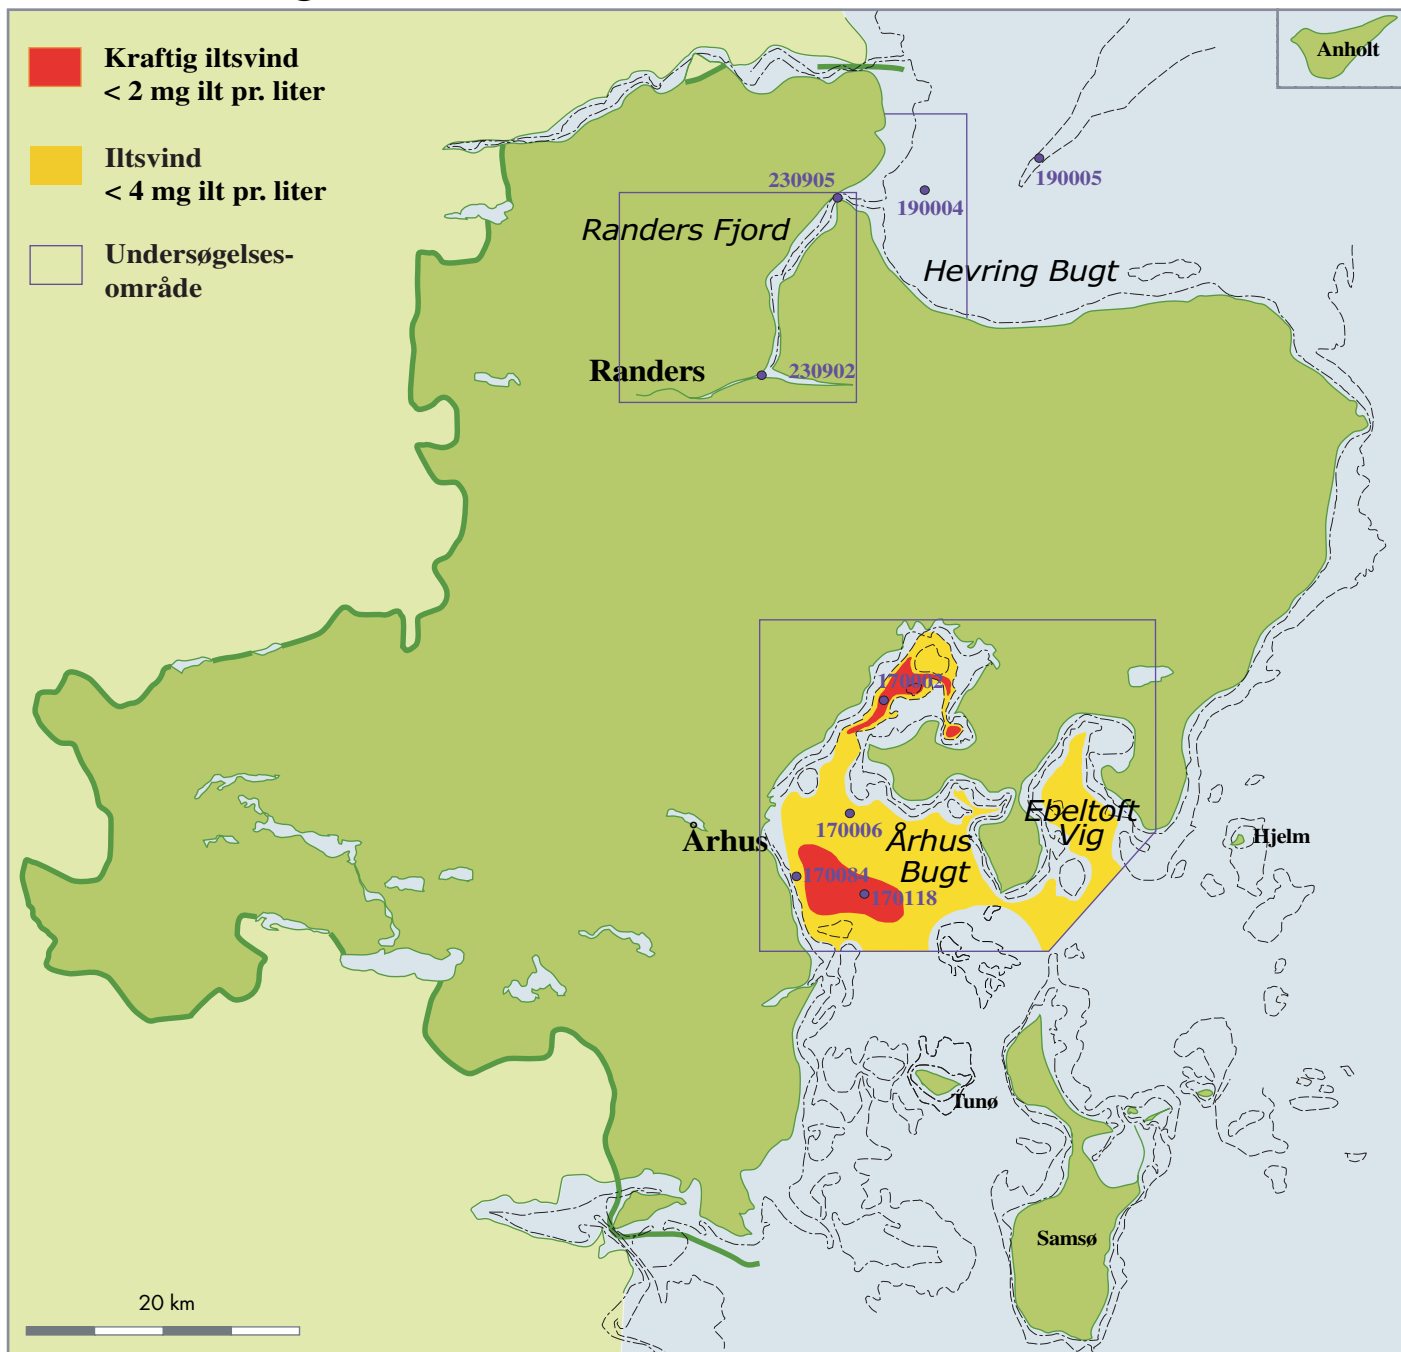 Kraftig iltsvind
< 2 mg ilt pr. liter
Iltsvind
< 4 mg ilt pr. liter
Undersøgelses-
område
Anholt
230905
190004
190005
Randers Fjord
Hevring Bugt
Randers
230902
170002
170006
Århus
Århus
Bugt
Ebeltoft
Vig
Hjelm
170084
170118
Tunø
Samsø
20 km